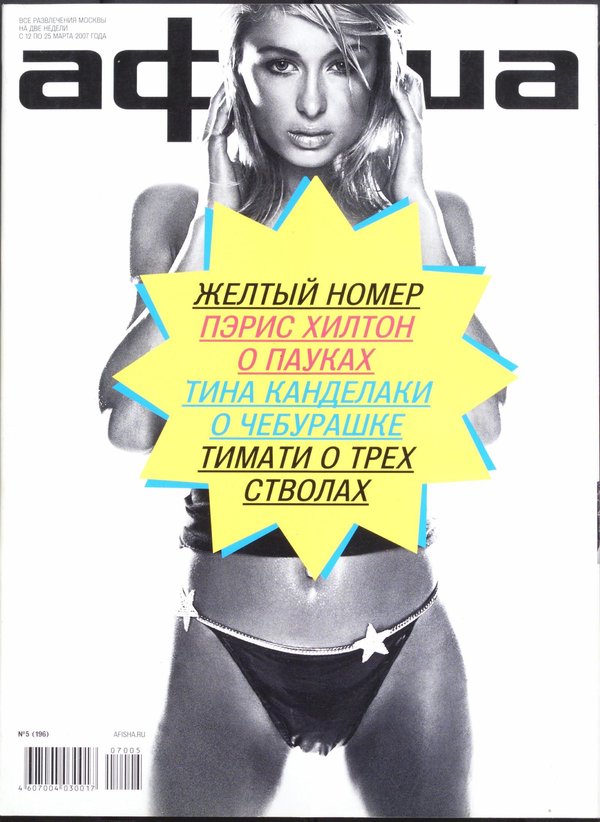 ВСЕ РАЗВЛЕЧЕНИЯ МОСКВЫ
НА ДВЕ НЕДЕЛИ
С 12 ПО 25 МАРТА 2007 ГОДА
афиша
ЖЕЛТЫЙ НОМЕР
ПЭРИС ХИЛТОН
О ПАУКАХ
ТИНА КАНДЕЛАКИ
О ЧЕБУРАШКЕ
ТИМАТИ О ТРЕХ
СТВОЛАХ
№5 (196)
AFISHA.RU
07005
4 607004 030017